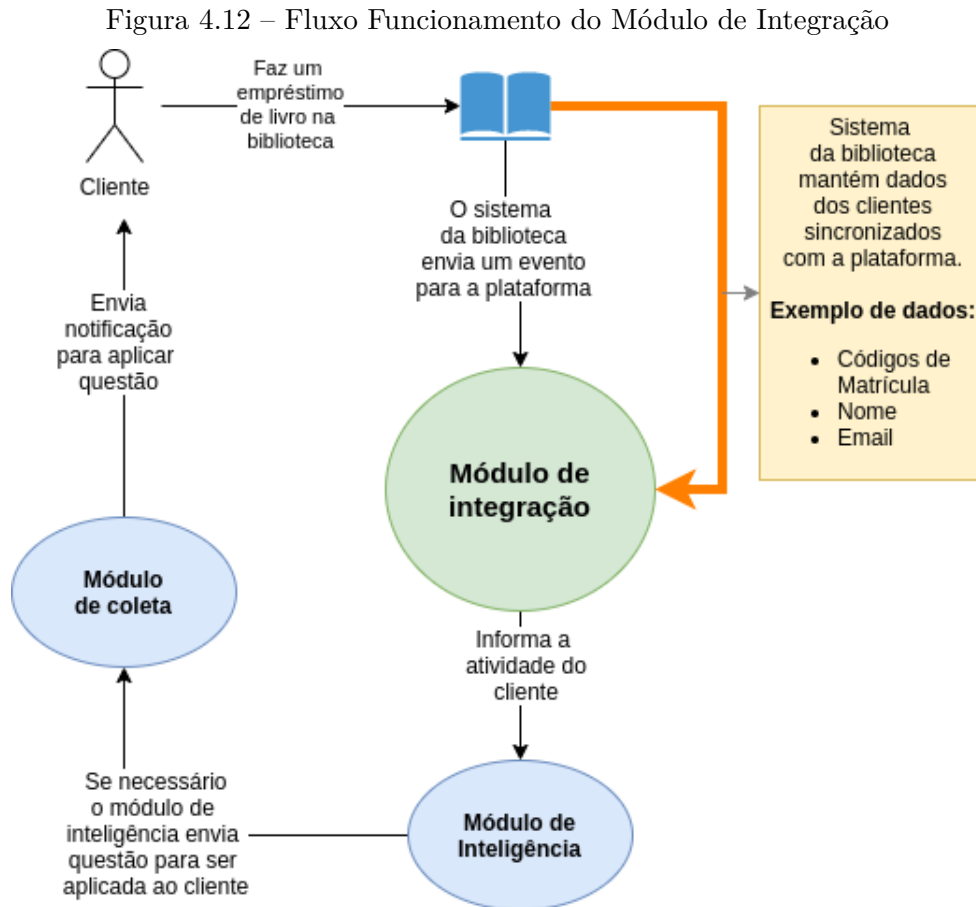 Figura 4.12 – Fluxo Funcionamento do Módulo de Integração
Faz um
empréstimo
de livro na
biblioteca
Cliente
Sistema
da biblioteca
mantém dados
dos clientes
sincronizados
com a plataforma.
Exemplo de dados:
• Códigos de
Matrícula
• Nome
• Email
O sistema
da biblioteca
envia um evento
para a plataforma
Envia
notificação
para aplicar
questão
Módulo de
integração
Módulo
de coleta
Informa a
atividade do
cliente
Se necessário
o módulo de
inteligência envia
questão para ser
aplicada ao cliente
Módulo de
Inteligência